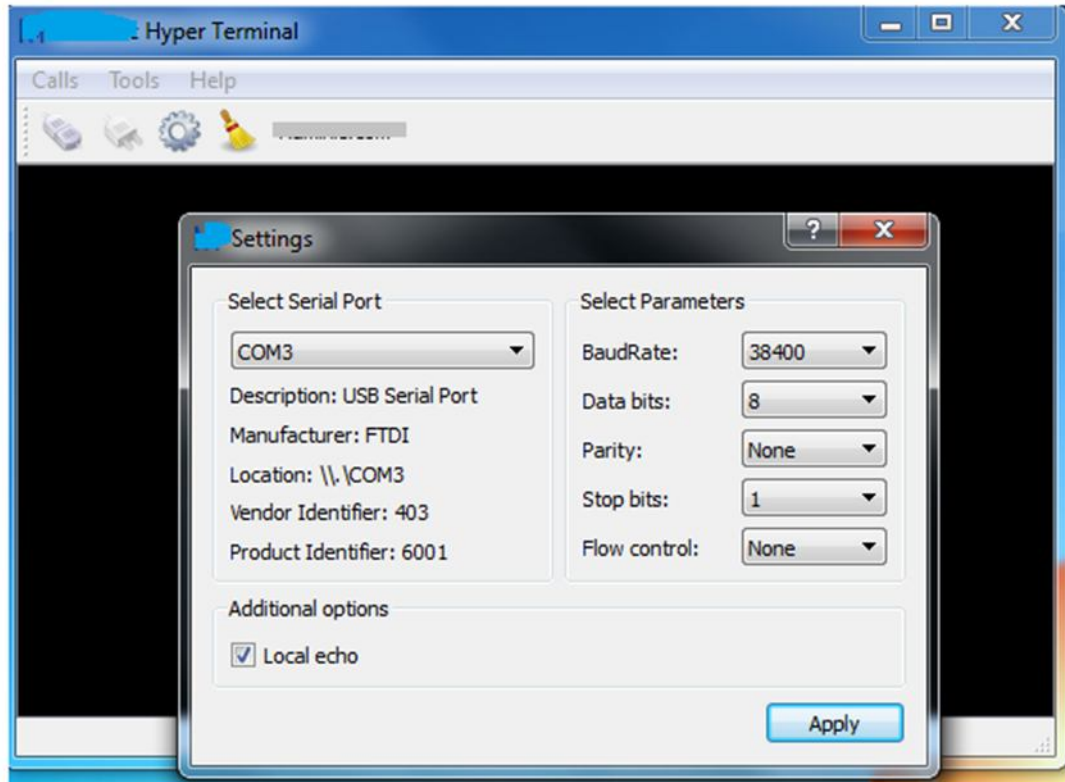 Hyper Terminal
Calls Tools Help
Settings
Select Serial Port
COM3
Description: USB Serial Port
Manufacturer: FTDI
Location: \\.\COM3
Vendor Identifier: 403
Product Identifier: 6001
Select Parameters
BaudRate: 38400
Data bits: 8
Parity: None
Stop bits: 1
Flow control: None
Additional options
Local echo
Apply